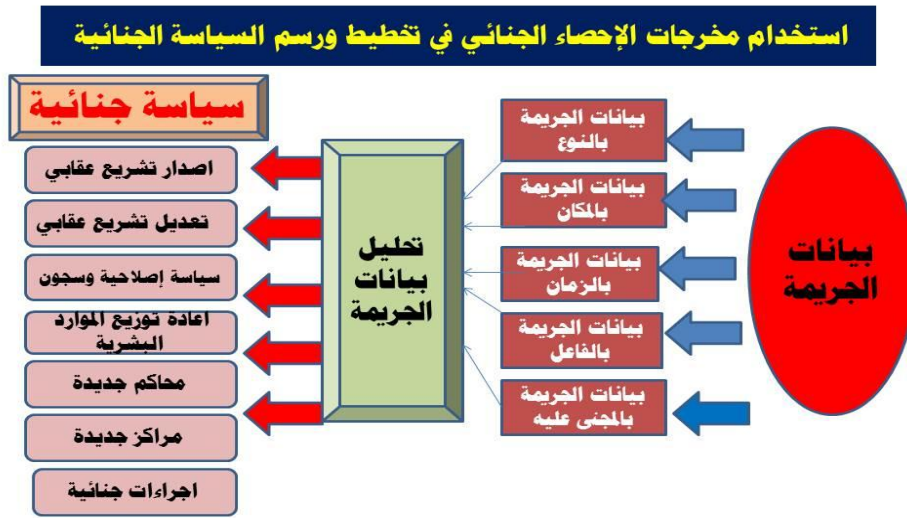 استخدام مخرجات الإحصاء الجنائي في تخطيط ورسم السياسة الجنائية
بيانات
الجريمة
بيانات الجريمة
بالنوع
بيانات الجريمة
بالمكان
بيانات الجريمة
بالزمان
بيانات الجريمة
بالفاعل
بيانات الجريمة
بالمجنى عليه
تحليل
بيانات
الجريمة
سياسة جنائية
اصدار تشريع عقابي
تعديل تشريع عقابي
سياسة إصلاحية وسجون
اعادة توزيع الموارد
البشرية
محاكم جديدة
مراكز جديدة
اجراءات جنائية